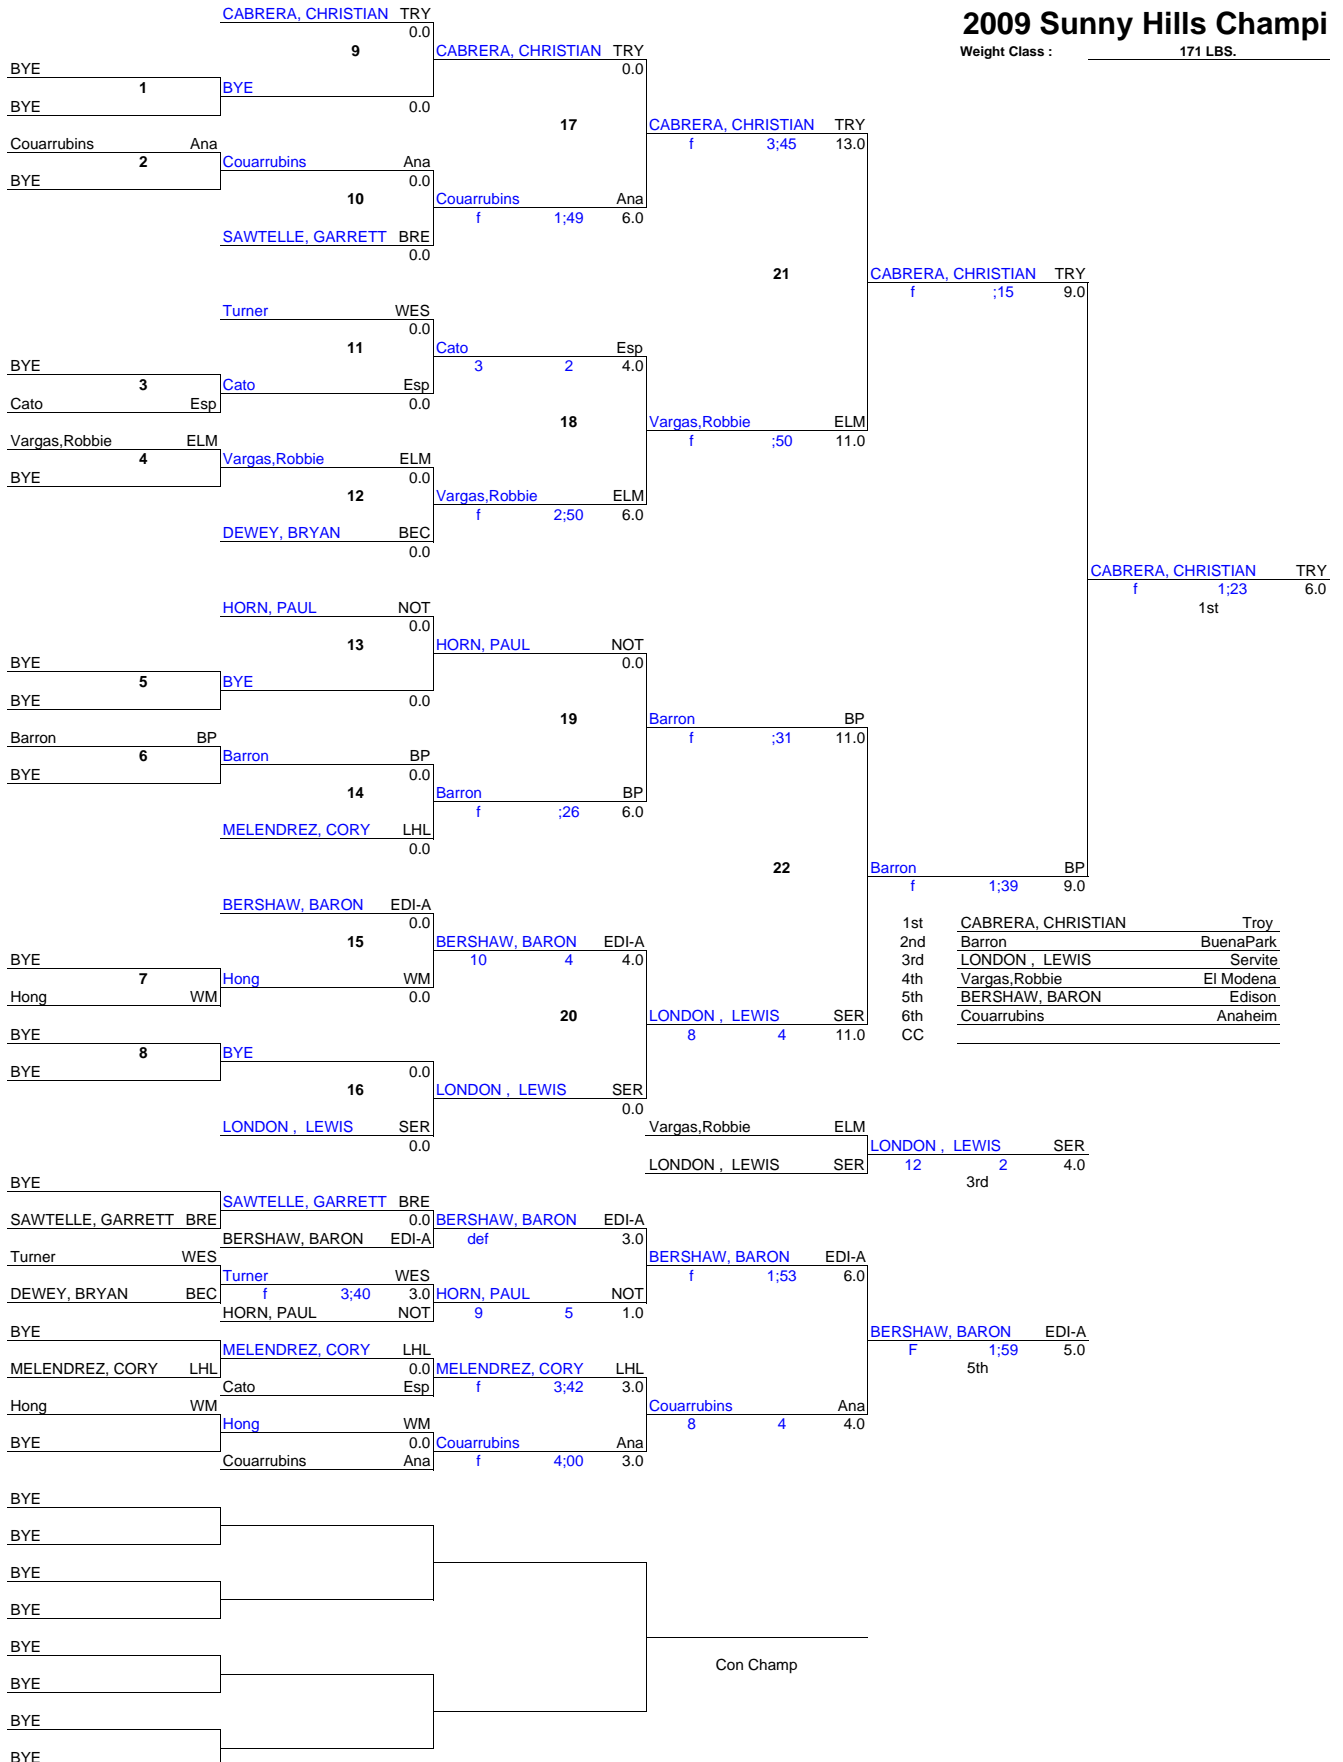 CABRERA, CHRISTIAN TRY
2009 Sunny Hills Champi
0.0
9 CABRERA, CHRISTIAN TRY
Weight Class : 171 LBS.
BYE 0.0
1 BYE
BYE 0.0
17 CABRERA, CHRISTIAN TRY
Couarrubins Ana f 3;45 13.0
2 Couarrubins Ana
BYE 0.0
10 Couarrubins Ana
f 1;49 6.0
SAWTELLE, GARRETT BRE
0.0
21 CABRERA, CHRISTIAN TRY
f ;15 9.0
Turner WES
0.0
11 Cato Esp
BYE 3 2 4.0
3 Cato Esp
Cato Esp 0.0
18 Vargas,Robbie ELM
Vargas,Robbie ELM f ;50 11.0
4 Vargas,Robbie ELM
BYE 0.0
12 Vargas,Robbie ELM
f 2;50 6.0
DEWEY, BRYAN BEC
0.0
CABRERA, CHRISTIAN TRY
f 1;23 6.0
HORN, PAUL NOT 1st
0.0
13 HORN, PAUL NOT
BYE 0.0
5 BYE
BYE 0.0
19 Barron BP
Barron BP f ;31 11.0
6 Barron BP
BYE 0.0
14 Barron BP
f ;26 6.0
MELENDREZ, CORY LHL
0.0
22 Barron BP
f 1;39 9.0
BERSHAW, BARON EDI-A
0.0 1st CABRERA, CHRISTIAN Troy
15 BERSHAW, BARON EDI-A 2nd Barron BuenaPark
BYE 10 4 4.0 3rd LONDON , LEWIS Servite
7 Hong WM 4th Vargas,Robbie El Modena
Hong WM 0.0 5th BERSHAW, BARON Edison
20 LONDON , LEWIS SER 6th Couarrubins Anaheim
BYE 8 4 11.0 CC
8 BYE
BYE 0.0
16 LONDON , LEWIS SER
0.0
LONDON , LEWIS SER Vargas,Robbie ELM
0.0 LONDON , LEWIS SER
LONDON , LEWIS SER 12 2 4.0
BYE 3rd
SAWTELLE, GARRETT BRE
SAWTELLE, GARRETT BRE 0.0 BERSHAW, BARON EDI-A
BERSHAW, BARON EDI-A def 3.0
Turner WES BERSHAW, BARON EDI-A
Turner WES f 1;53 6.0
DEWEY, BRYAN BEC f 3;40 3.0 HORN, PAUL NOT
HORN, PAUL NOT 9 5 1.0
BYE BERSHAW, BARON EDI-A
MELENDREZ, CORY LHL F 1;59 5.0
MELENDREZ, CORY LHL 0.0 MELENDREZ, CORY LHL 5th
Cato Esp f 3;42 3.0
Hong WM Couarrubins Ana
Hong WM 8 4 4.0
BYE 0.0 Couarrubins Ana
Couarrubins Ana f 4;00 3.0
BYE
BYE
BYE
BYE
BYE
Con Champ
BYE
BYE
BYE